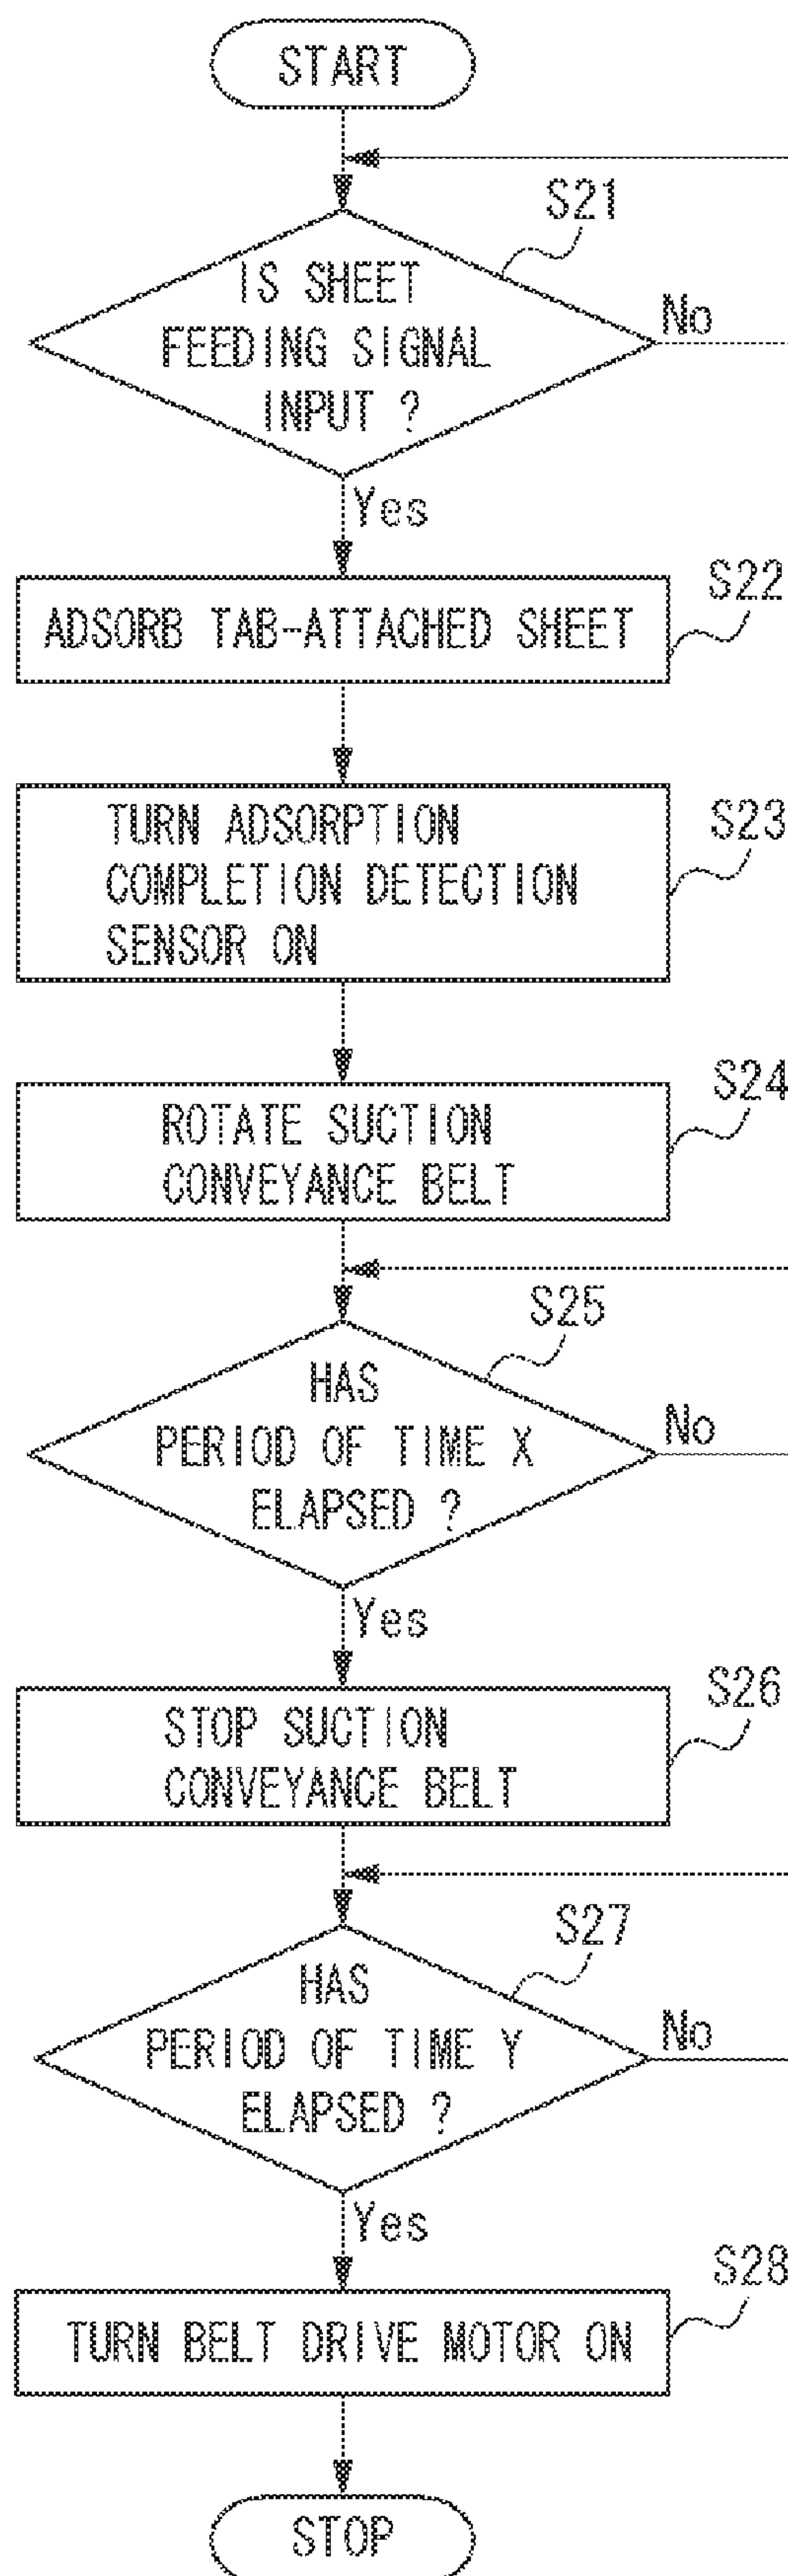 START
S21
IS SHEET
FEEDING SIGNAL
INPUT ?
No
Yes
S22
ADSORB TAB-ATTACHED SHEET
S23
TURN ADSORPTION
COMPLETION DETECTION
SENSOR ON
S24
ROTATE SUCTION
CONVEYANCE BELT
S25
HAS
PERIOD OF TIME X
ELAPSED ?
No
Yes
S26
STOP SUCTION
CONVEYANCE BELT
S27
HAS
PERIOD OF TIME Y
ELAPSED ?
No
Yes
S28
TURN BELT DRIVE MOTOR ON
STOP